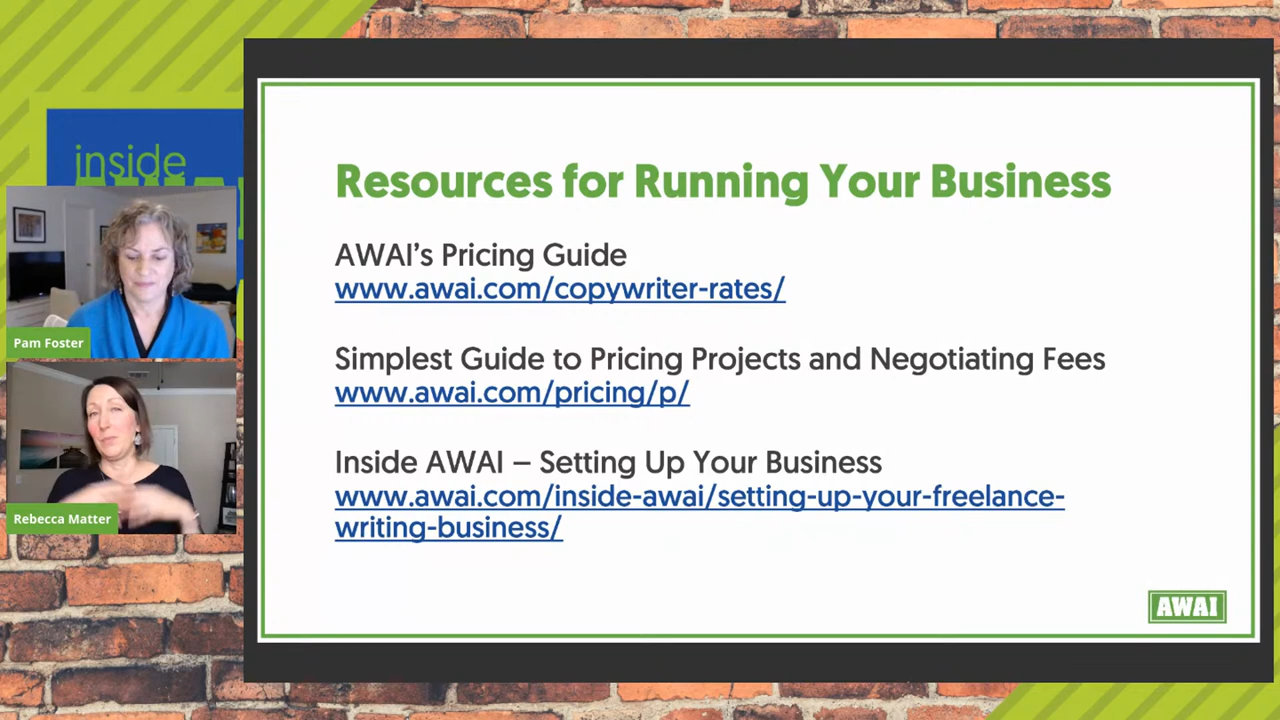 inside
Pam Foster
Rebecca Matter
Resources for Running Your Business
AWAI’s Pricing Guide
www.awai.com/copywriter-rates/
Simplest Guide to Pricing Projects and Negotiating Fees
www.awai.com/pricing/p/
Inside AWAI – Setting Up Your Business
www.awai.com/inside-awai/setting-up-your-freelance-
writing-business/
AWAI